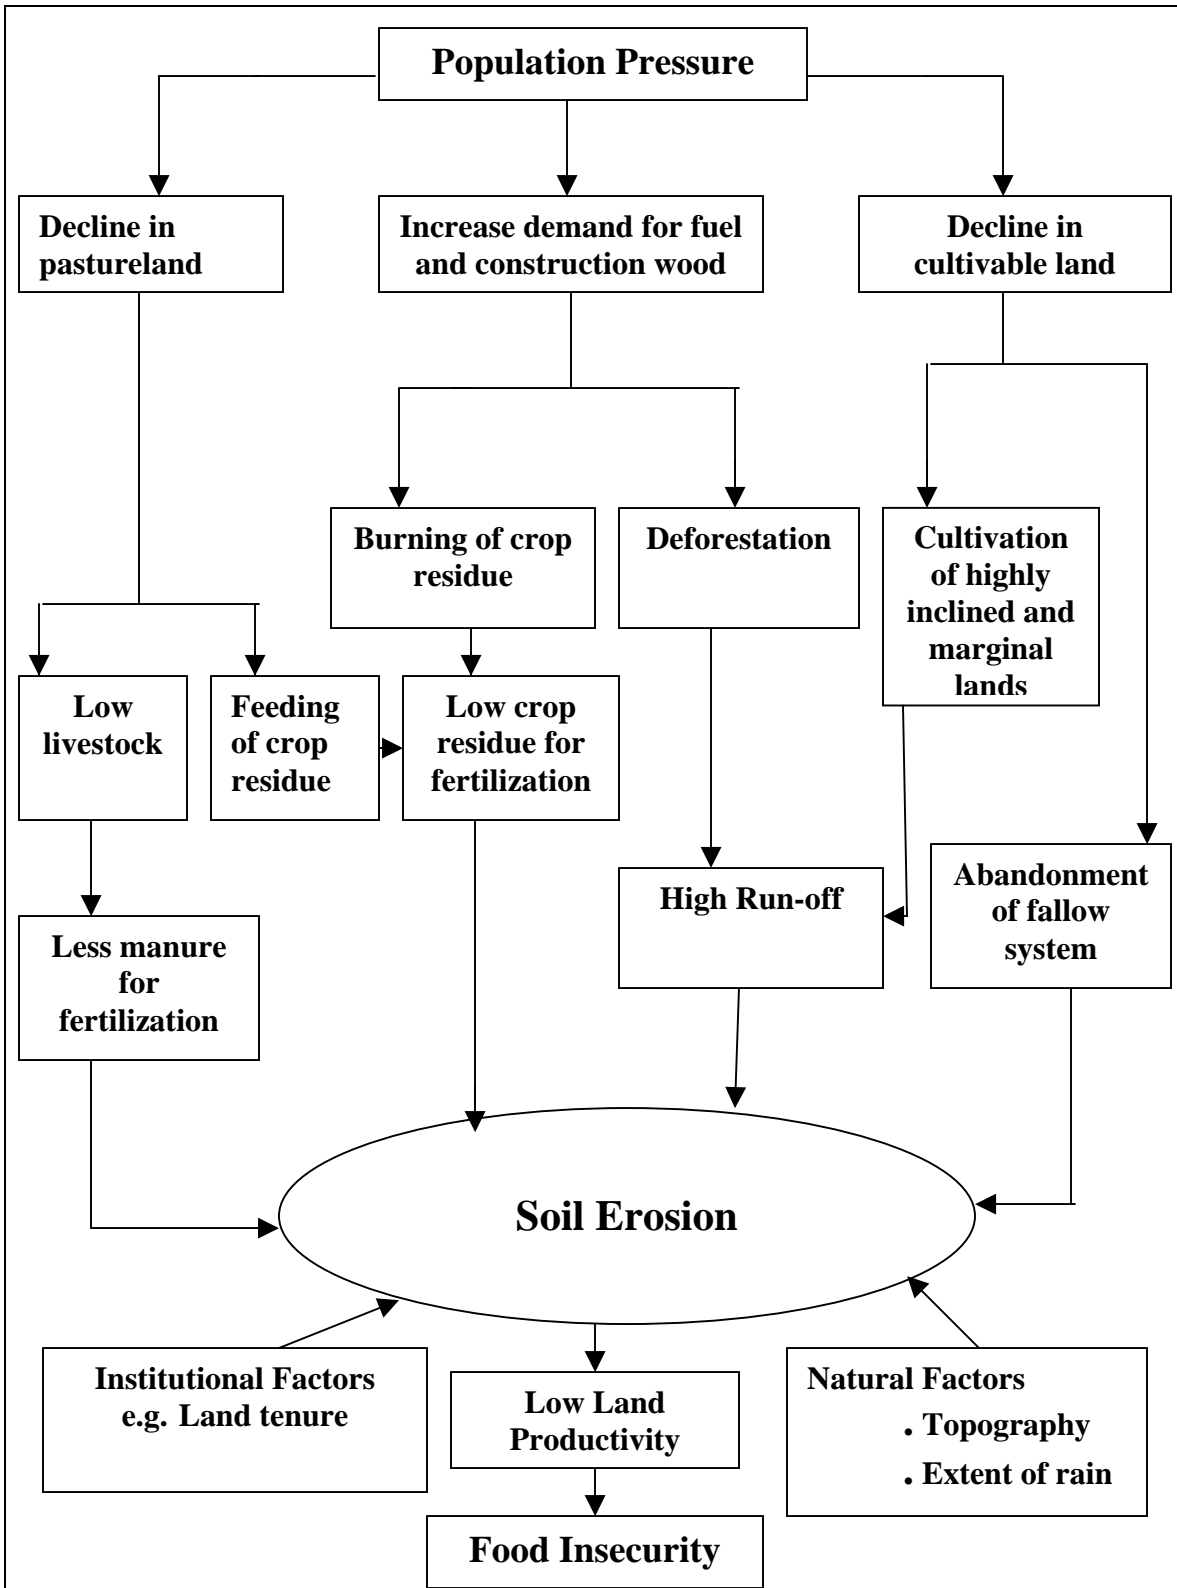 Population Pressure
Decline in
pastureland
Increase demand for fuel
and construction wood
Decline in
cultivable land
Burning of crop
residue
Deforestation
Cultivation
of highly
inclined and
marginal
lands
Low
livestock
Feeding
of crop
residue
Low crop
residue for
fertilization
High Run-off
Abandonment
of fallow
system
Less manure
for
fertilization
Soil Erosion
Institutional Factors
e.g. Land tenure
Low Land
Productivity
Natural Factors
. Topography
. Extent of rain
Food Insecurity